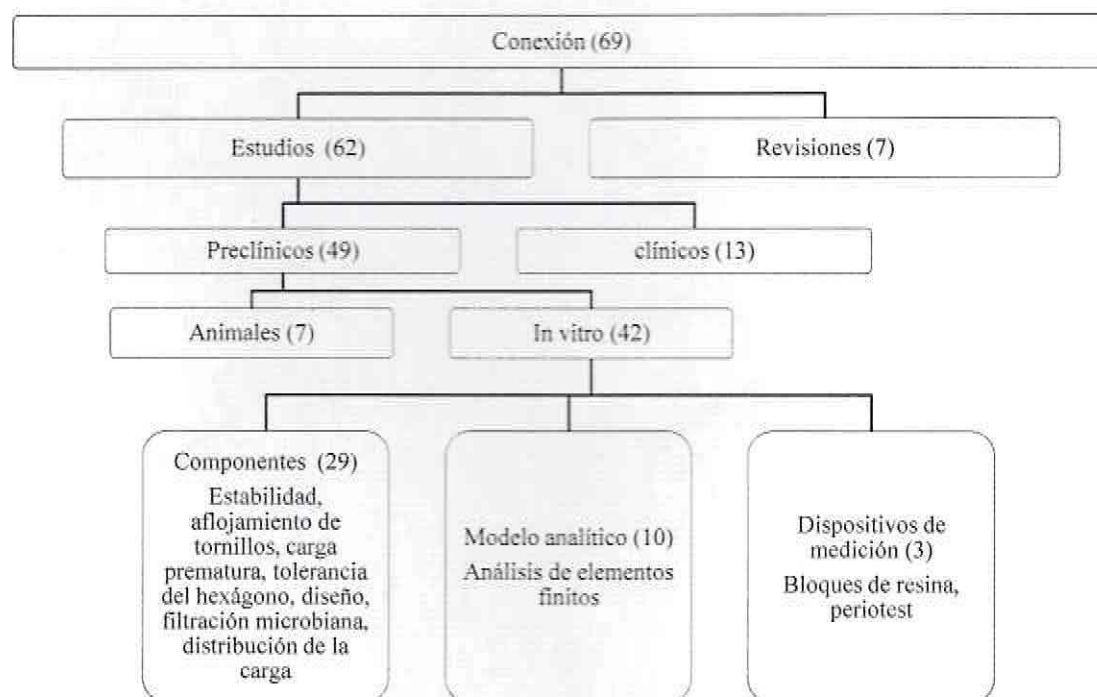 Conexión (69)
Estudios (62)
Revisiones (7)
Preclínicos (49)
clínicos (13)
Animales (7)
In vitro (42)
Componentes (29)
Estabilidad,
aflojamiento de
tornillos, carga
prematura, tolerancia
del hexágono, diseño,
filtración microbiana,
distribución de la
carga
Modelo analítico (10)
Análisis de elementos
finitos
Dispositivos de
medición (3)
Bloques de resina,
periotest